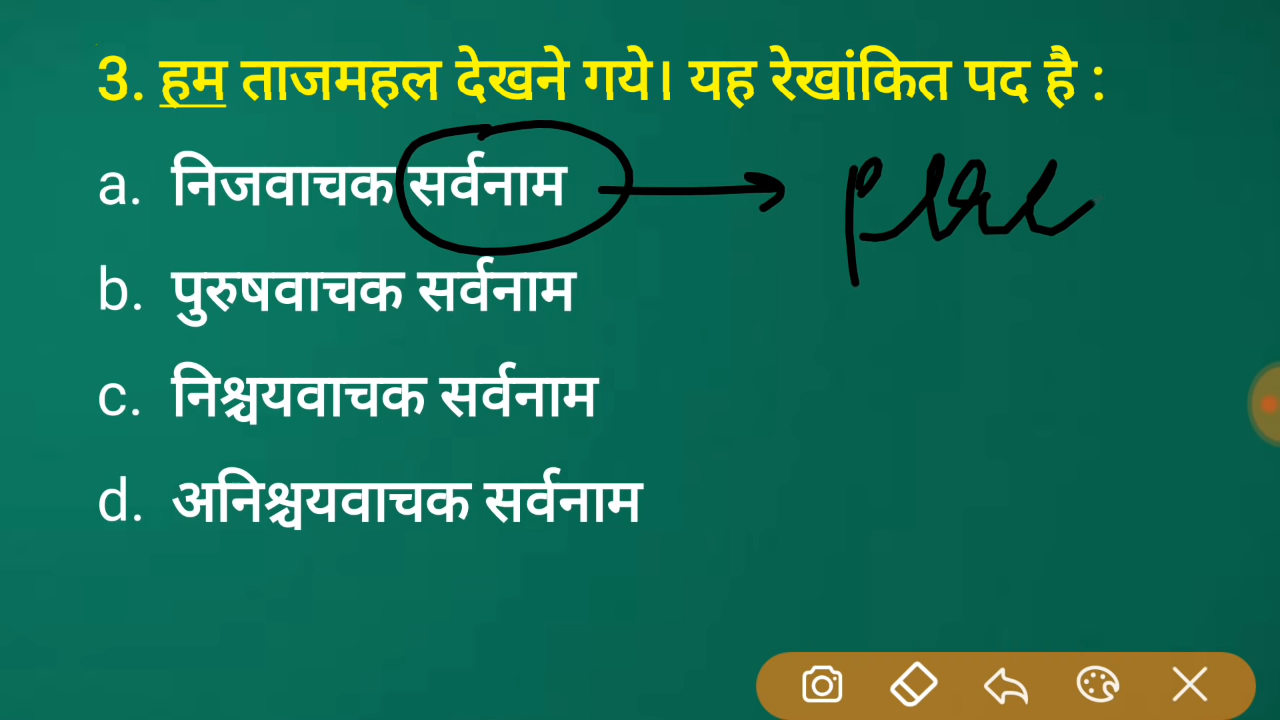 3. हम ताजमहल देखने गये। यह रेखांकित पद है :
a. निजवाचक सर्वनाम
b. पुरुषवाचक सर्वनाम
c. निश्चयवाचक सर्वनाम
d. अनिश्चयवाचक सर्वनाम